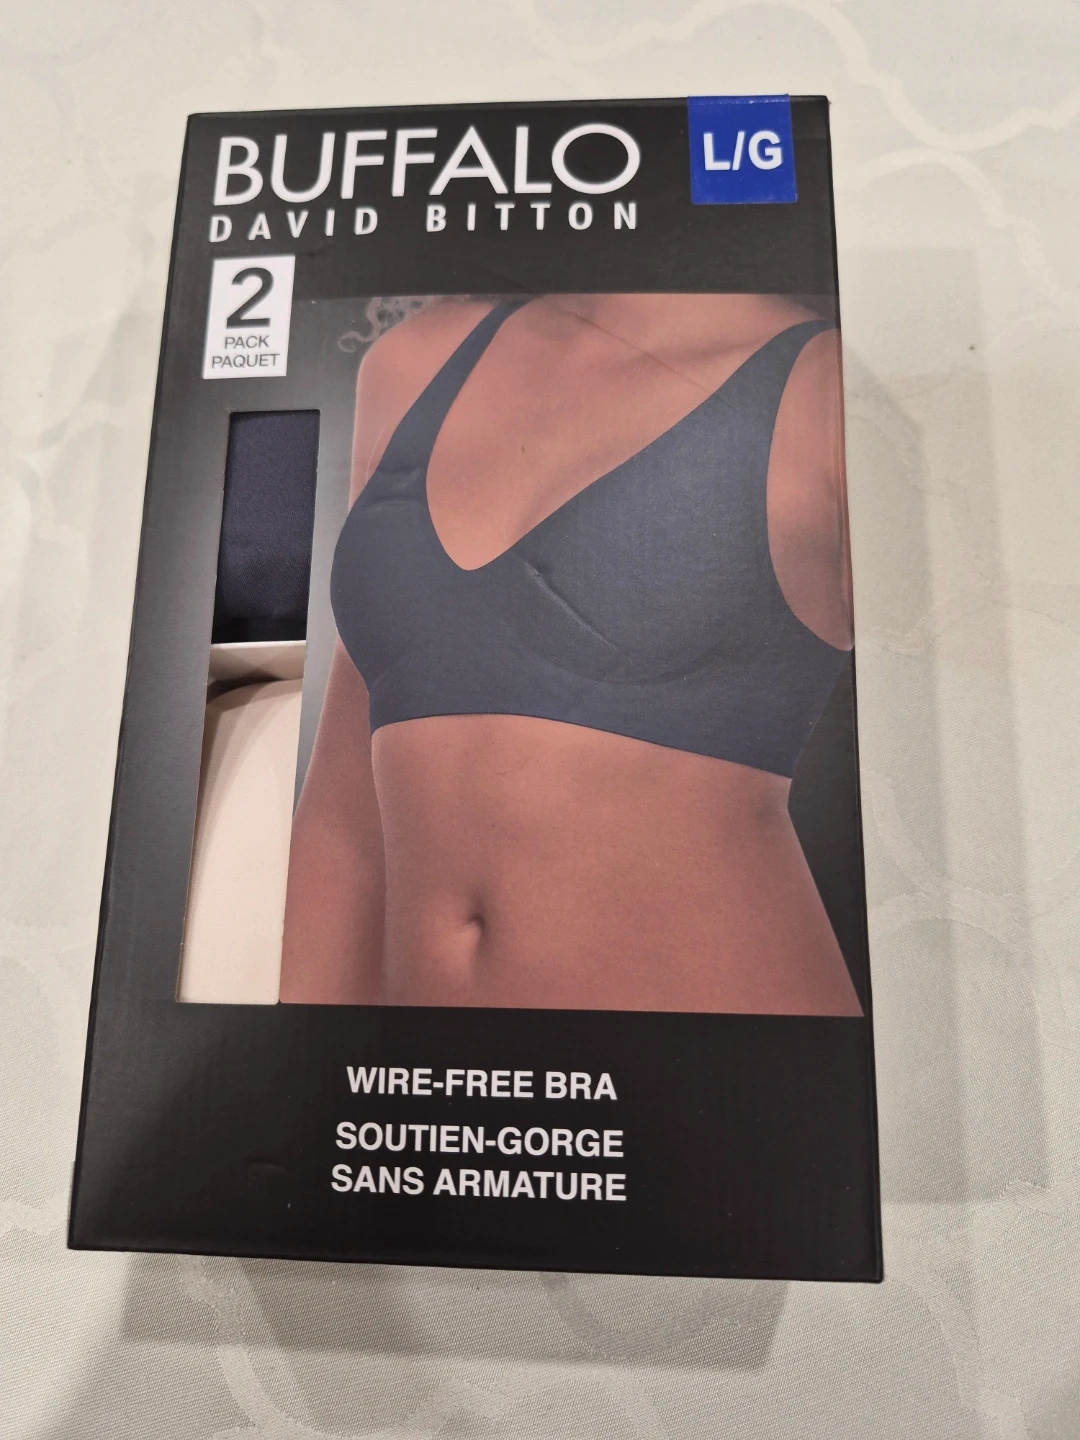 BUFFALO
DAVID BITTON
L/G
2
PACK
PAQUET
WIRE-FREE BRA
SOUTIEN-GORGE
SANS ARMATURE